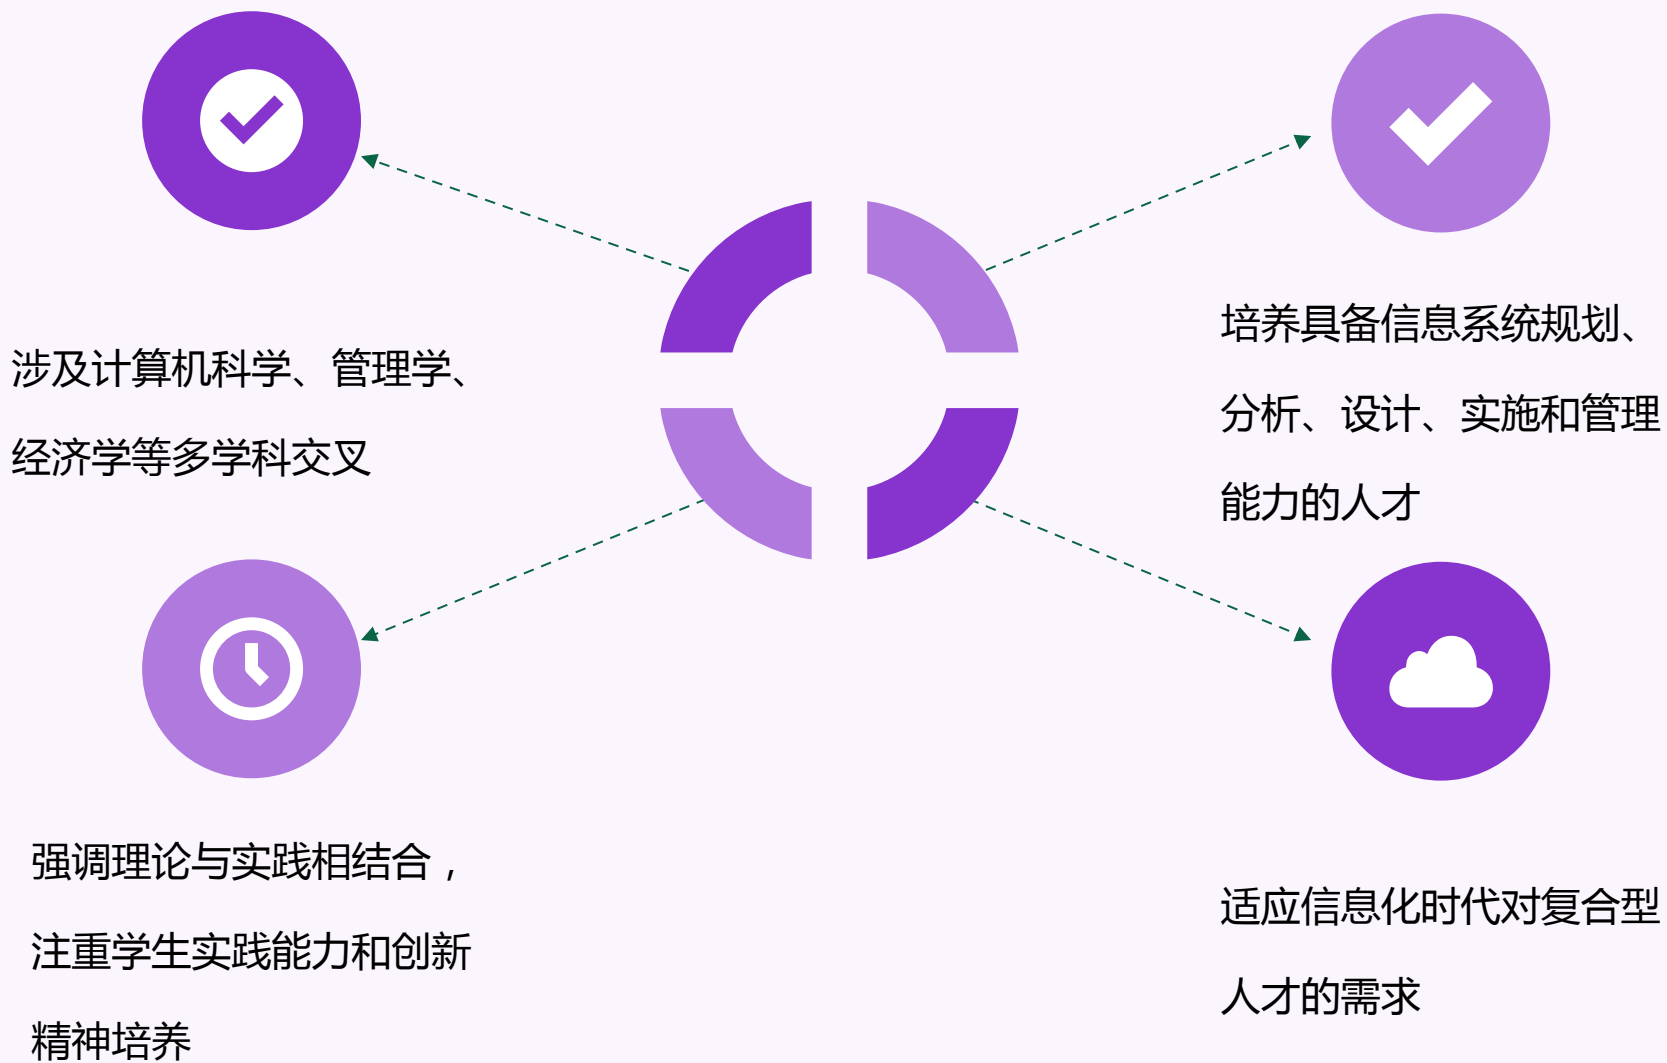 涉及计算机科学、管理学、
经济学等多学科交叉
培养具备信息系统规划、
分析、设计、实施和管理
能力的人才
强调理论与实践相结合，
注重学生实践能力和创新
精神培养
适应信息化时代对复合型
人才的需求